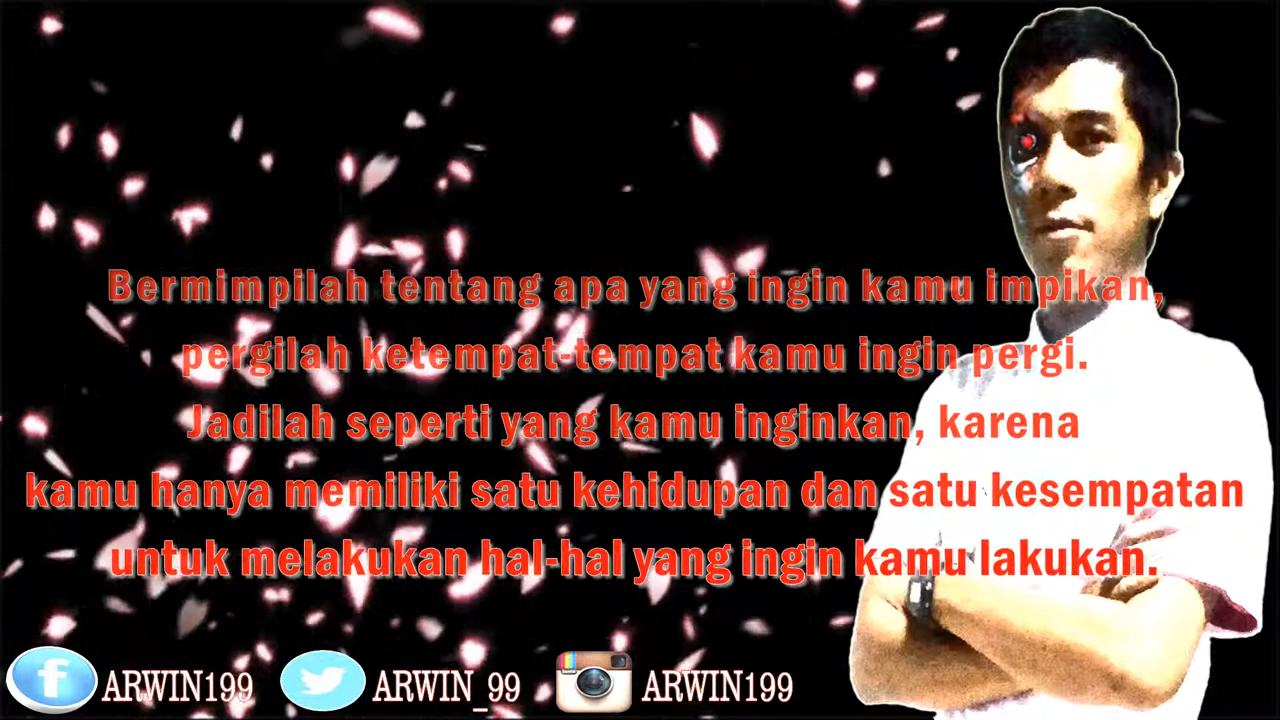 Bermimpilah tentang apa yang ingin kamu impikan,
pergilah ketempat-tempat kamu ingin pergi.
Jadilah seperti yang kamu inginkan, karena
kamu hanya memiliki satu kehidupan dan satu kesempatan
untuk melakukan hal-hal yang ingin kamu lakukan.
ARWIN199 ARWIN_99 ARWIN199